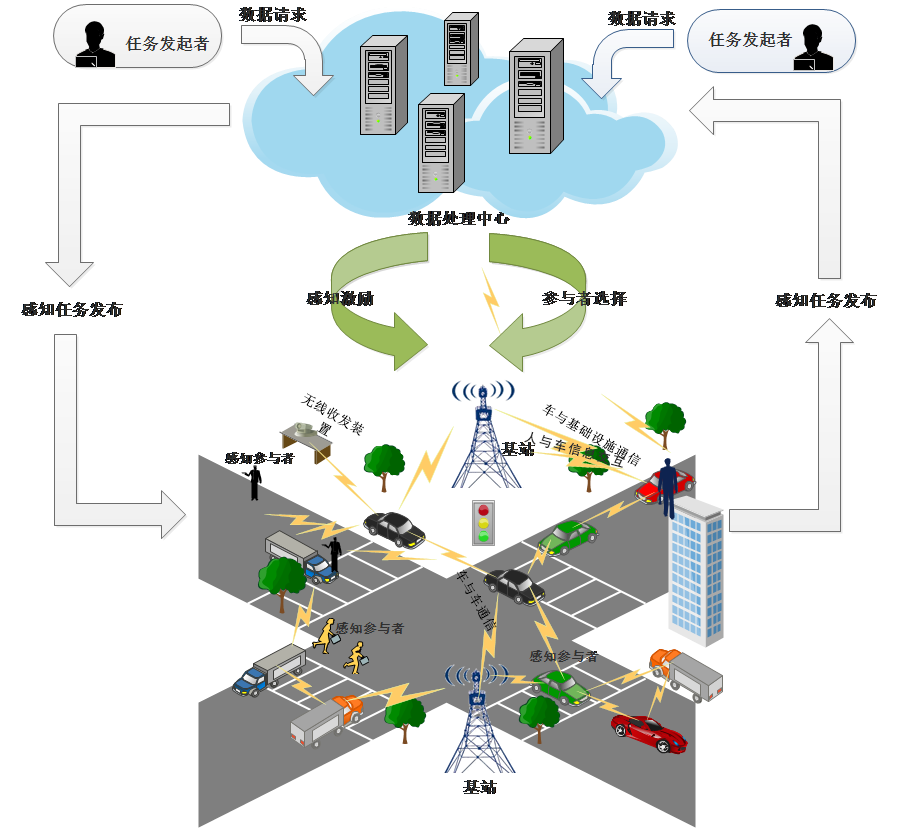 数据请求
数据请求
任务发起者
任务发起者
数据处理中心
感知激励
参与者选择
感知任务发布
感知任务发布
无线收发装
置
车与基础设施通信
人与车信息交互
基站
感知参与者
车与车通信
感知参与者
感知参与者
基站